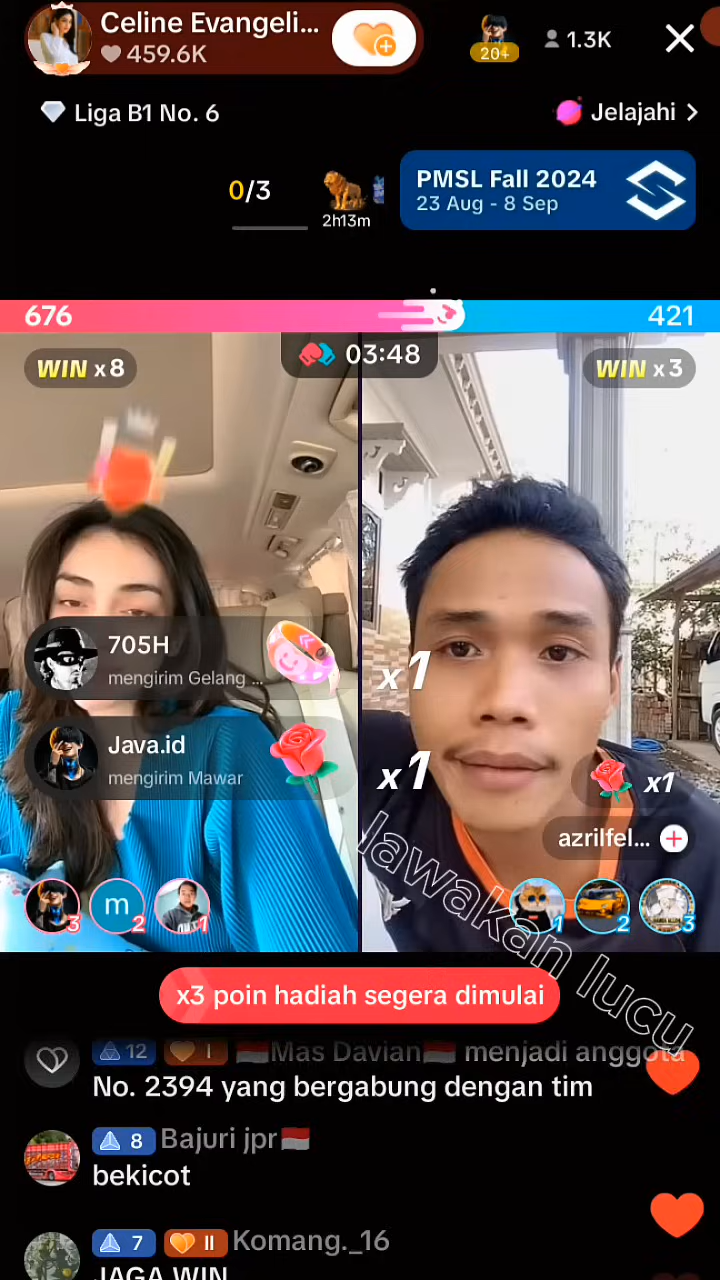 Celine Evangeli...
459.6K
20+
1.3K
Liga B1 No. 6
Jelajahi >
0/3
2h13m
PMSL Fall 2024
23 Aug - 8 Sep
676
421
WIN x8
03:48
WIN x3
705H
mengirim Gelang ...
x1
Java.id
mengirim Mawar
x1
x1
azrilfel...
3
m
2
1
1
2
3
lawakan lucu
x3 poin hadiah segera dimulai
12 I Mas Davian menjadi anggota
No. 2394 yang bergabung dengan tim
8 Bajuri jpr
bekicot
7 II Komang._16
JAGA WIN